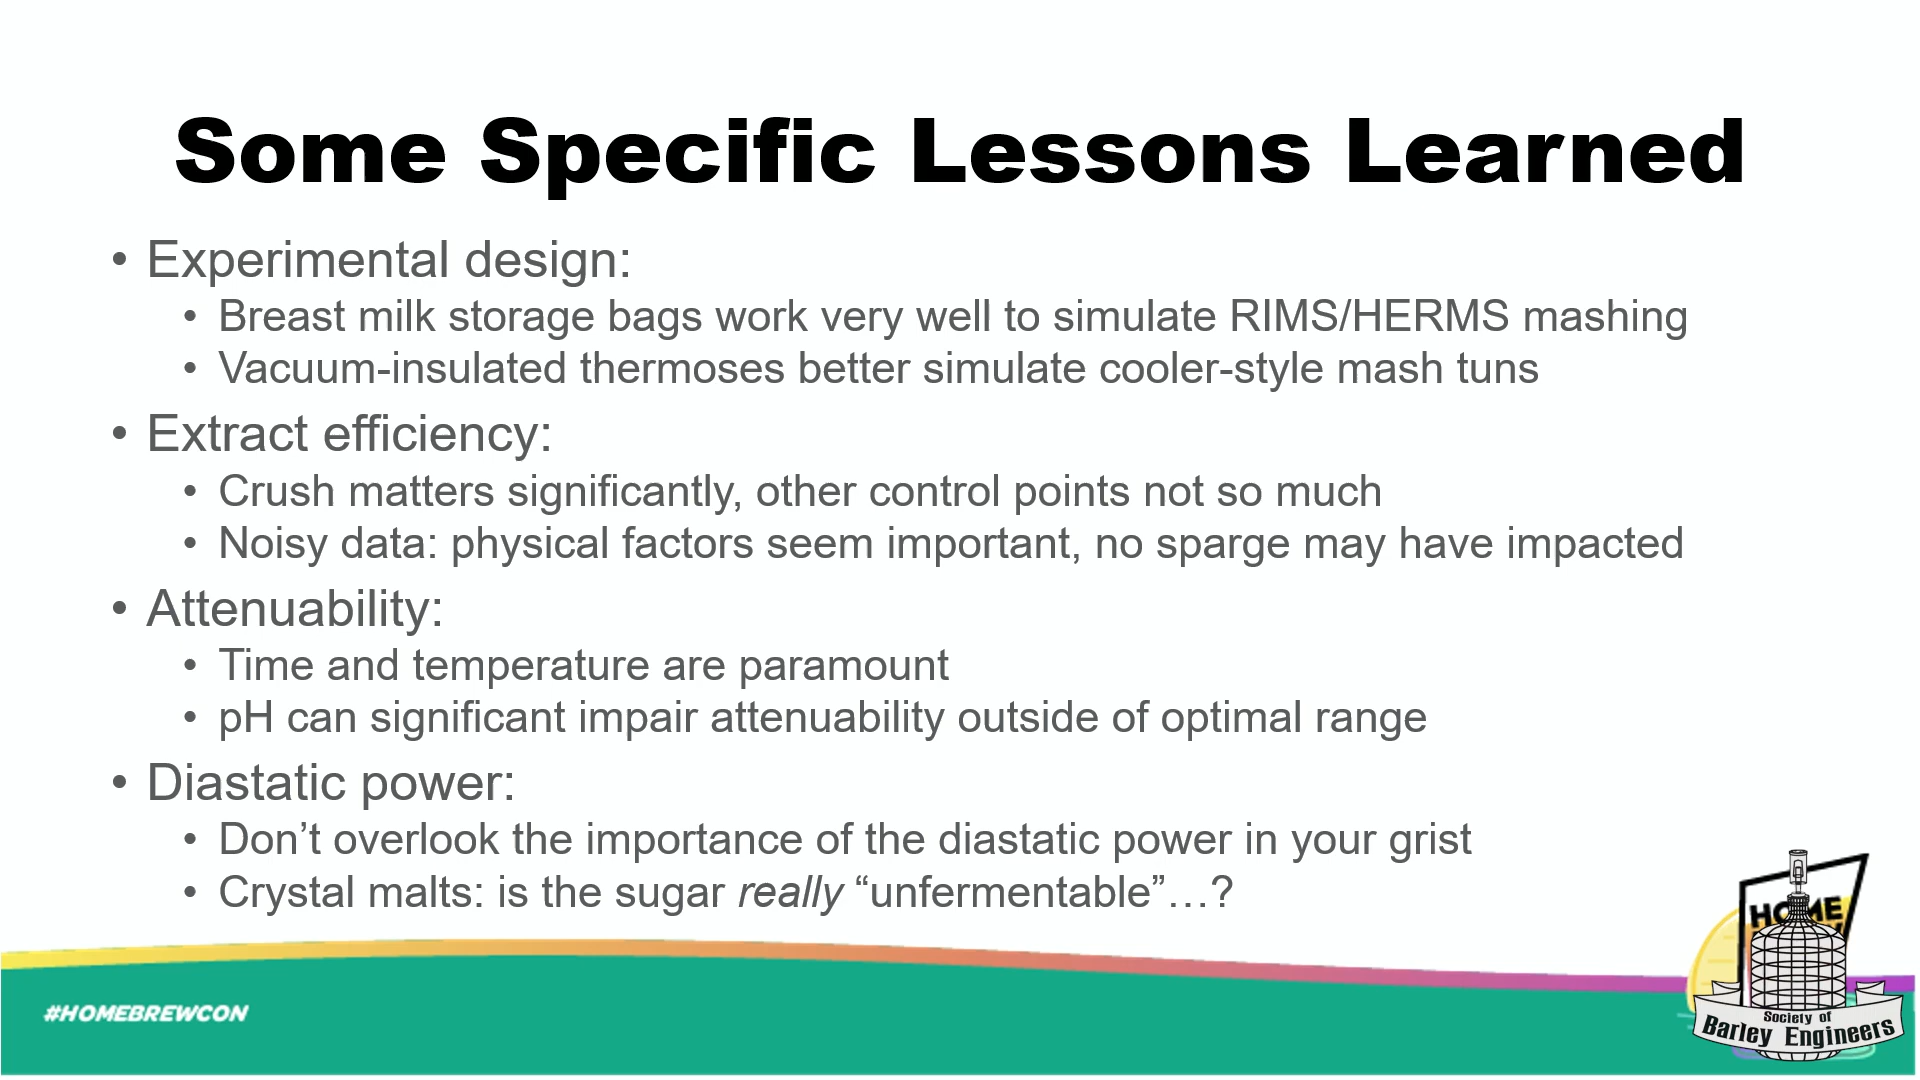 Some Specific Lessons Learned
• Experimental design:
• Breast milk storage bags work very well to simulate RIMS/HERMS mashing
• Vacuum-insulated thermoses better simulate cooler-style mash tuns
• Extract efficiency:
• Crush matters significantly, other control points not so much
• Noisy data: physical factors seem important, no sparge may have impacted
• Attenuability:
• Time and temperature are paramount
• pH can significant impair attenuability outside of optimal range
• Diastatic power:
• Don’t overlook the importance of the diastatic power in your grist
• Crystal malts: is the sugar really “unfermentable”…?
HOME
#HOMEBREWCON
Society of
Barley Engineers